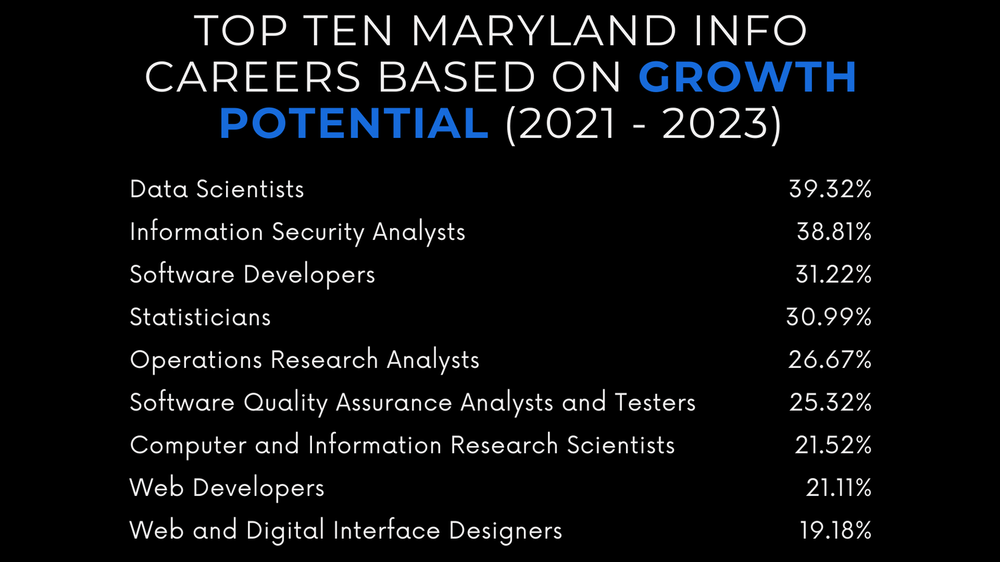 TOP TEN MARYLAND INFO
CAREERS BASED ON GROWTH
POTENTIAL (2021 - 2023)
Data Scientists 39.32%
Information Security Analysts 38.81%
Software Developers 31.22%
Statisticians 30.99%
Operations Research Analysts 26.67%
Software Quality Assurance Analysts and Testers 25.32%
Computer and Information Research Scientists 21.52%
Web Developers 21.11%
Web and Digital Interface Designers 19.18%